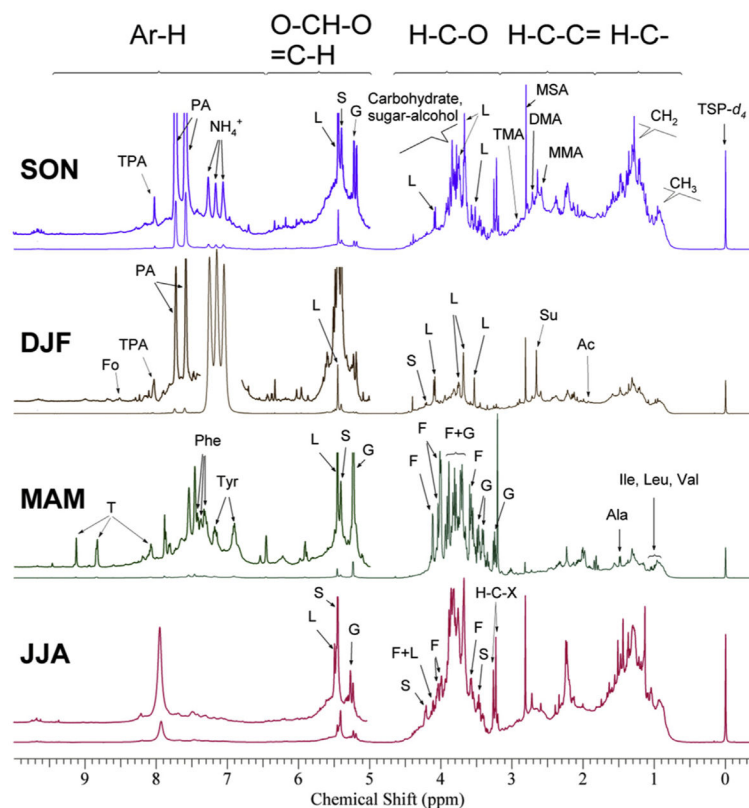 Ar-H
O-CH-O
=C-H
H-C-O
H-C-C=
H-C-
SON
TPA
PA
NH₄⁺
L
S
G
Carbohydrate,
sugar-alcohol
L
L
L
TMA
MSA
DMA
MMA
CH₂
CH₃
TSP-d₄
DJF
Fo
TPA
PA
L
S
L
L
L
Su
Ac
MAM
T
Phe
Tyr
L
S
G
F
F
F+G
F
G
G
Ala
Ile, Leu, Val
JJA
S
L
G
S
F+L
F
F
S
H-C-X
9 8 7 6 5 4 3 2 1 0
Chemical Shift (ppm)